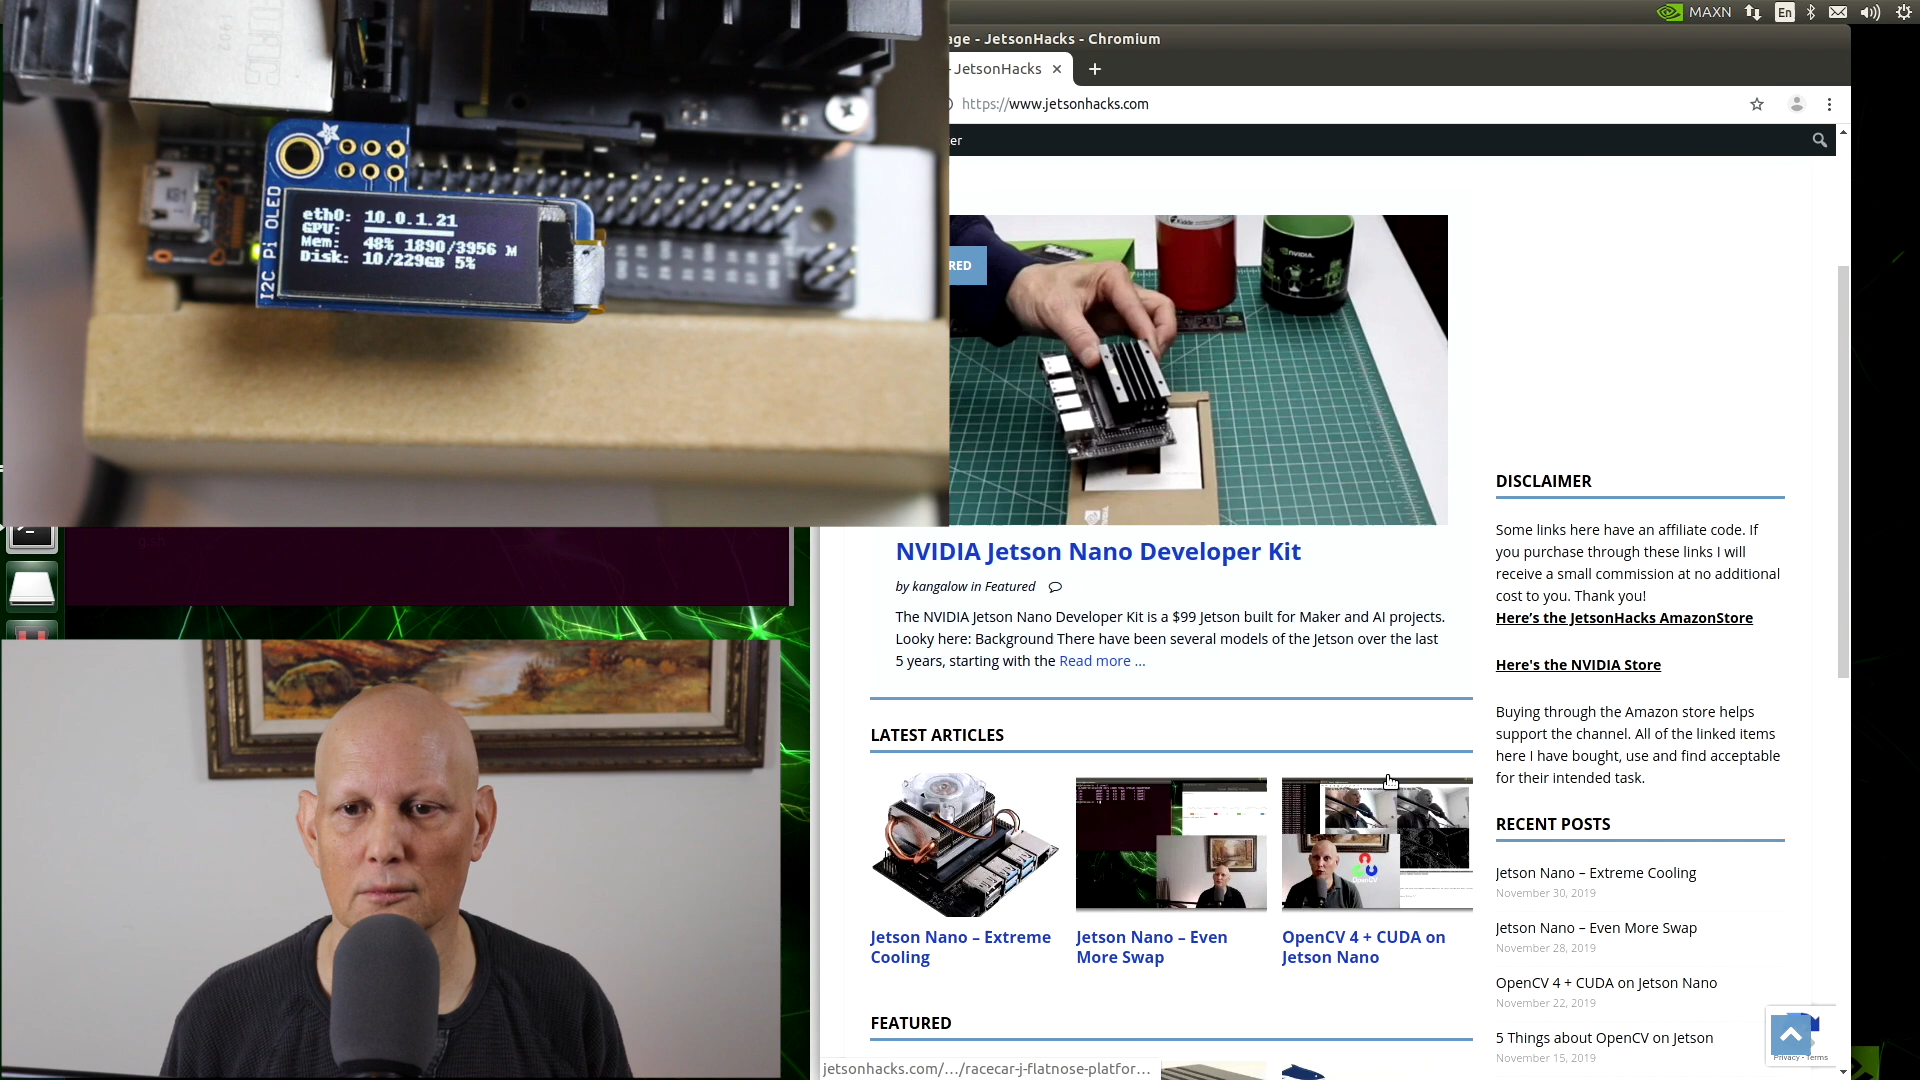 MAXN
En
age - JetsonHacks - Chromium
- JetsonHacks
https://www.jetsonhacks.com
er
I2C Pi OLED
eth0: 10.0.1.21
GPU:
Mem: 48% 1890/3956 M
Disk: 10/229GB 5%
RED
NVIDIA Jetson Nano Developer Kit
by kangalow in Featured
The NVIDIA Jetson Nano Developer Kit is a $99 Jetson built for Maker and AI projects.
Looky here: Background There have been several models of the Jetson over the last
5 years, starting with the Read more ...
LATEST ARTICLES
Jetson Nano – Extreme
Cooling
Jetson Nano – Even
More Swap
OpenCV 4 + CUDA on
Jetson Nano
FEATURED
DISCLAIMER
Some links here have an affiliate code. If
you purchase through these links I will
receive a small commission at no additional
cost to you. Thank you!
Here’s the JetsonHacks AmazonStore
Here's the NVIDIA Store
Buying through the Amazon store helps
support the channel. All of the linked items
here I have bought, use and find acceptable
for their intended task.
RECENT POSTS
Jetson Nano – Extreme Cooling
November 30, 2019
Jetson Nano – Even More Swap
November 28, 2019
OpenCV 4 + CUDA on Jetson Nano
November 22, 2019
5 Things about OpenCV on Jetson
November 15, 2019
Privacy - Terms
jetsonhacks.com/…/racecar-j-flatnose-platfor…